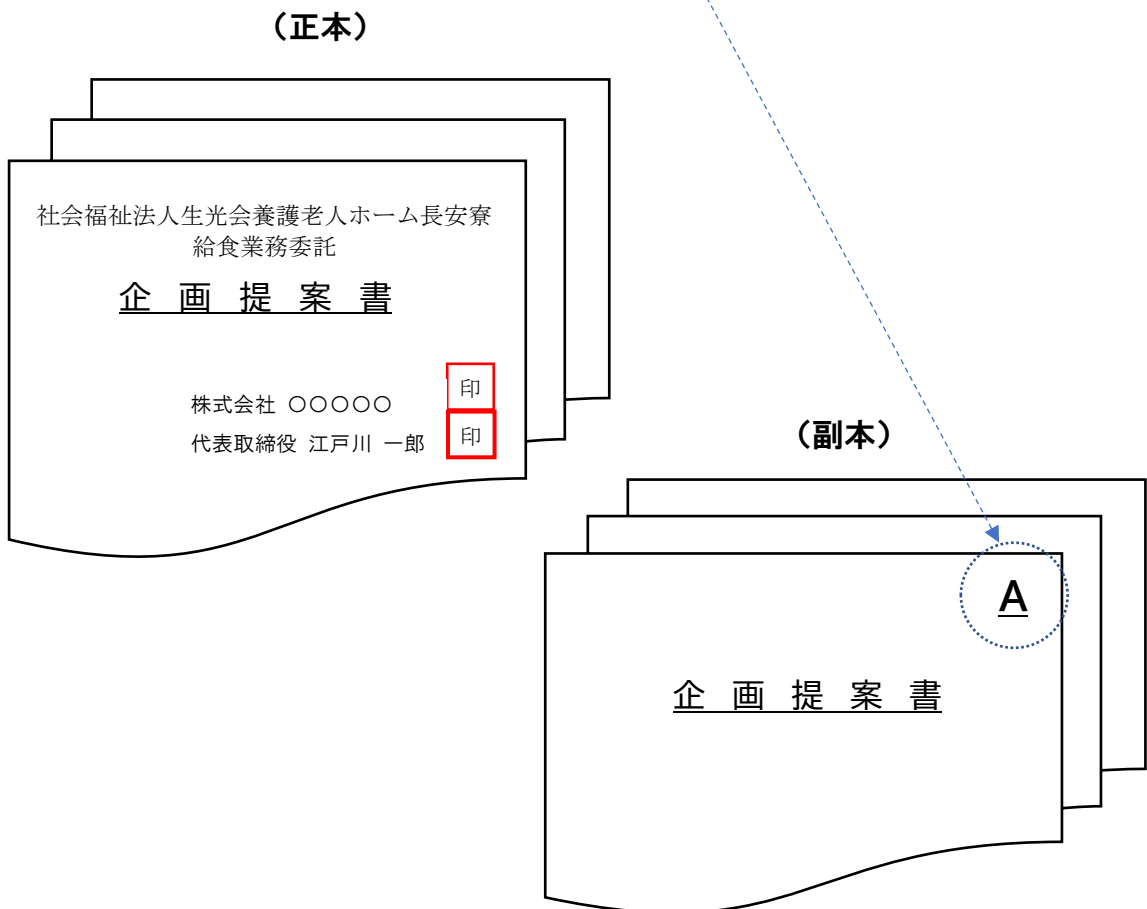 （正本）
社会福祉法人生光会養護老人ホーム長安寮
給食業務委託
企 画 提 案 書
株式会社 〇〇〇〇〇 印
代表取締役 江戸川 一郎 印
（副本）
A
企 画 提 案 書